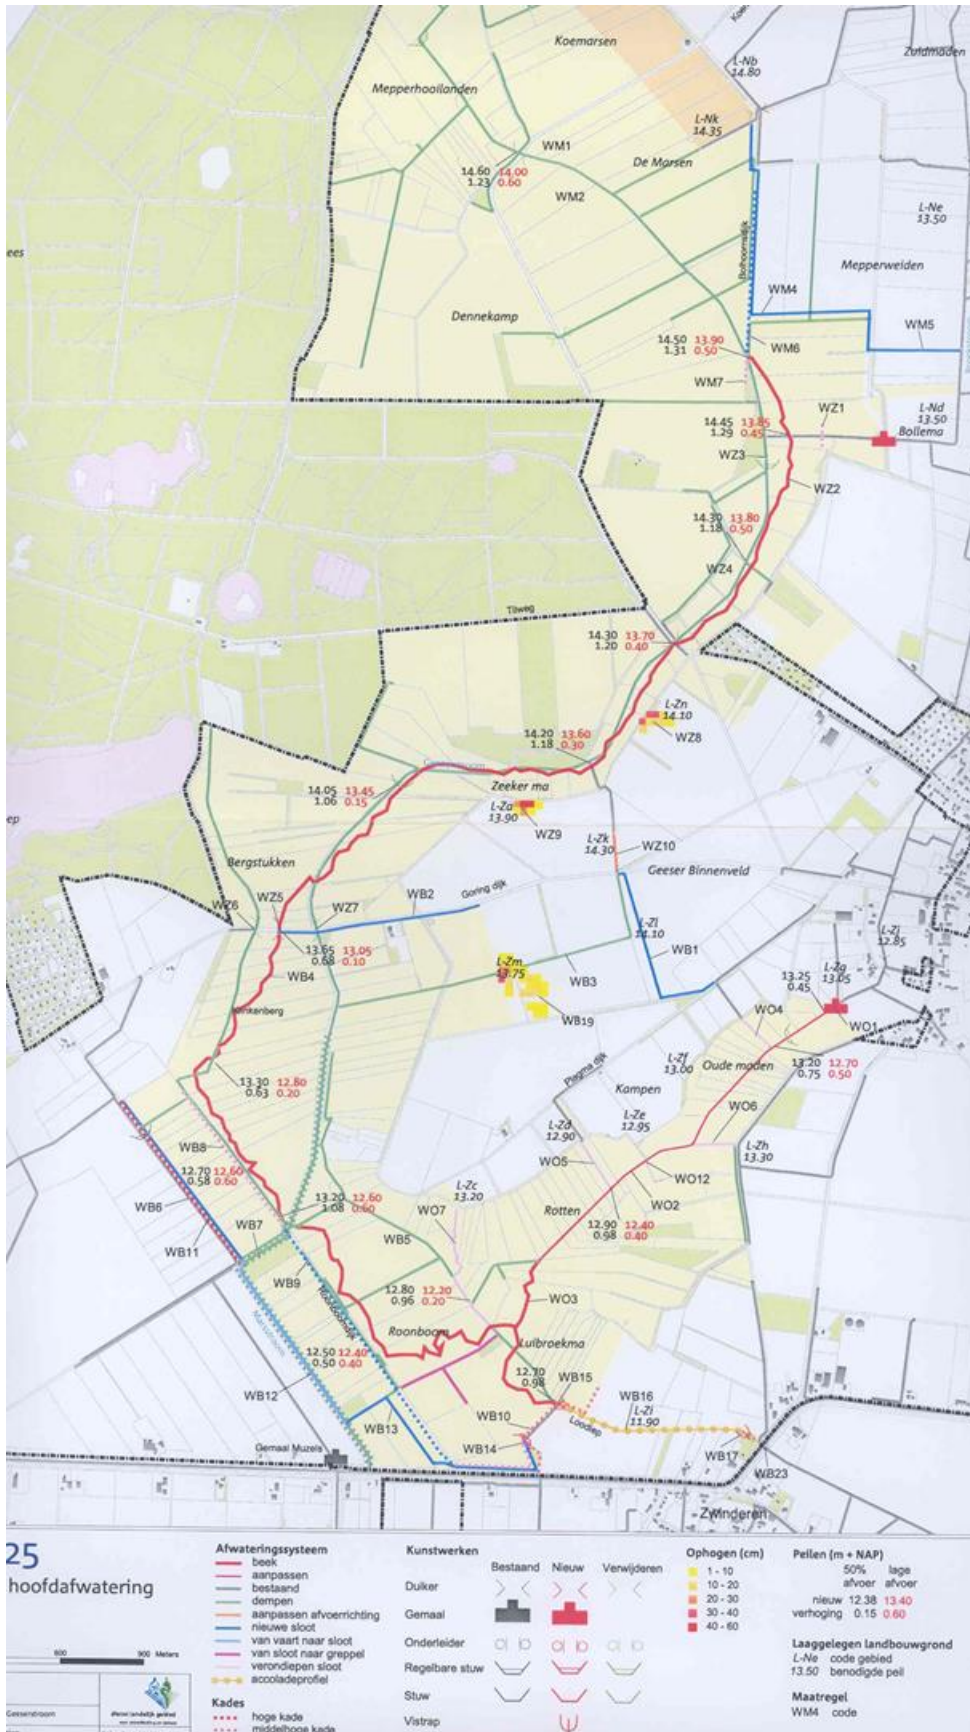 Koemarsen
Zuidmaden
L-Nb
14.80
Mepperhooilanden
L-Nk
14.35
WM1
De Marsen
14.60 14.00
1.23 0.60
WM2
L-Ne
13.50
ees
Mepperweiden
WM4
Dennekamp
WM5
14.50 13.90
1.31 0.50
WM6
WM7
L-Nd
13.50
WZ1
14.45 13.85
1.29 0.45
Bollema
WZ3
WZ2
14.30 13.80
1.18 0.50
WZ4
Tilweg
14.30 13.70
1.20 0.40
L-Zn
14.10
WZ8
14.20 13.60
1.18 0.30
Zeeker ma
14.05 13.45
1.06 0.15
L-Za
13.90
WZ9
ep
L-Zk
14.30
WZ10
Bergstukken
Geeser Binnenveld
WZ5
WB2
Goring dijk
WZ6
WZ7
L-Zl
14.10
L-Zj
12.85
13.65 13.05
0.68 0.10
WB1
L-Zm
13.75
WB4
WB3
L-Zg
13.05
13.25
0.45
WB19
WO4
WO1
Plagma dijk
L-Zf
13.00
Oude maden
13.20 12.70
0.75 0.50
13.30 12.80
0.63 0.20
Kampen
WO6
L-Ze
12.95
L-Zd
12.90
WB8
L-Zh
13.30
WO5
12.70 12.60
0.58 0.60
WO12
L-Zc
13.20
13.20 12.60
1.08 0.60
WO2
WB6
WO7
Rotten
WB7
12.90 12.40
0.98 0.40
WB5
WB11
WB9
12.80 12.20
0.96 0.20
WO3
Roonboom
Luibroekma
12.50 12.40
0.50 0.40
12.70
0.98
WB15
WB12
WB16
L-Zi
11.90
WB10
Loodiep
WB13
WB14
Gemaal Muzels
WB17
WB23
Zwinderen
25
hoofdafwatering
600 900 Meters
Geeserstroom
dienst landelijk gebied
Afwateringssysteem
beek
aanpassen
bestaand
dempen
aanpassen afvoerrichting
nieuwe sloot
van vaart naar sloot
van sloot naar greppel
verondiepen sloot
accoladeprofiel
Kades
hoge kade
middelhoge kade
Kunstwerken
Bestaand Nieuw Verwijderen
Duiker
Gemaal
Onderleider
Regelbare stuw
Stuw
Vistrap
Ophogen (cm)
1 - 10
10 - 20
20 - 30
30 - 40
40 - 60
Peilen (m + NAP)
50% lage
afvoer afvoer
nieuw 12.38 13.40
verhoging 0.15 0.60
Laaggelegen landbouwgrond
L-Ne code gebied
13.50 benodigde peil
Maatregel
WM4 code